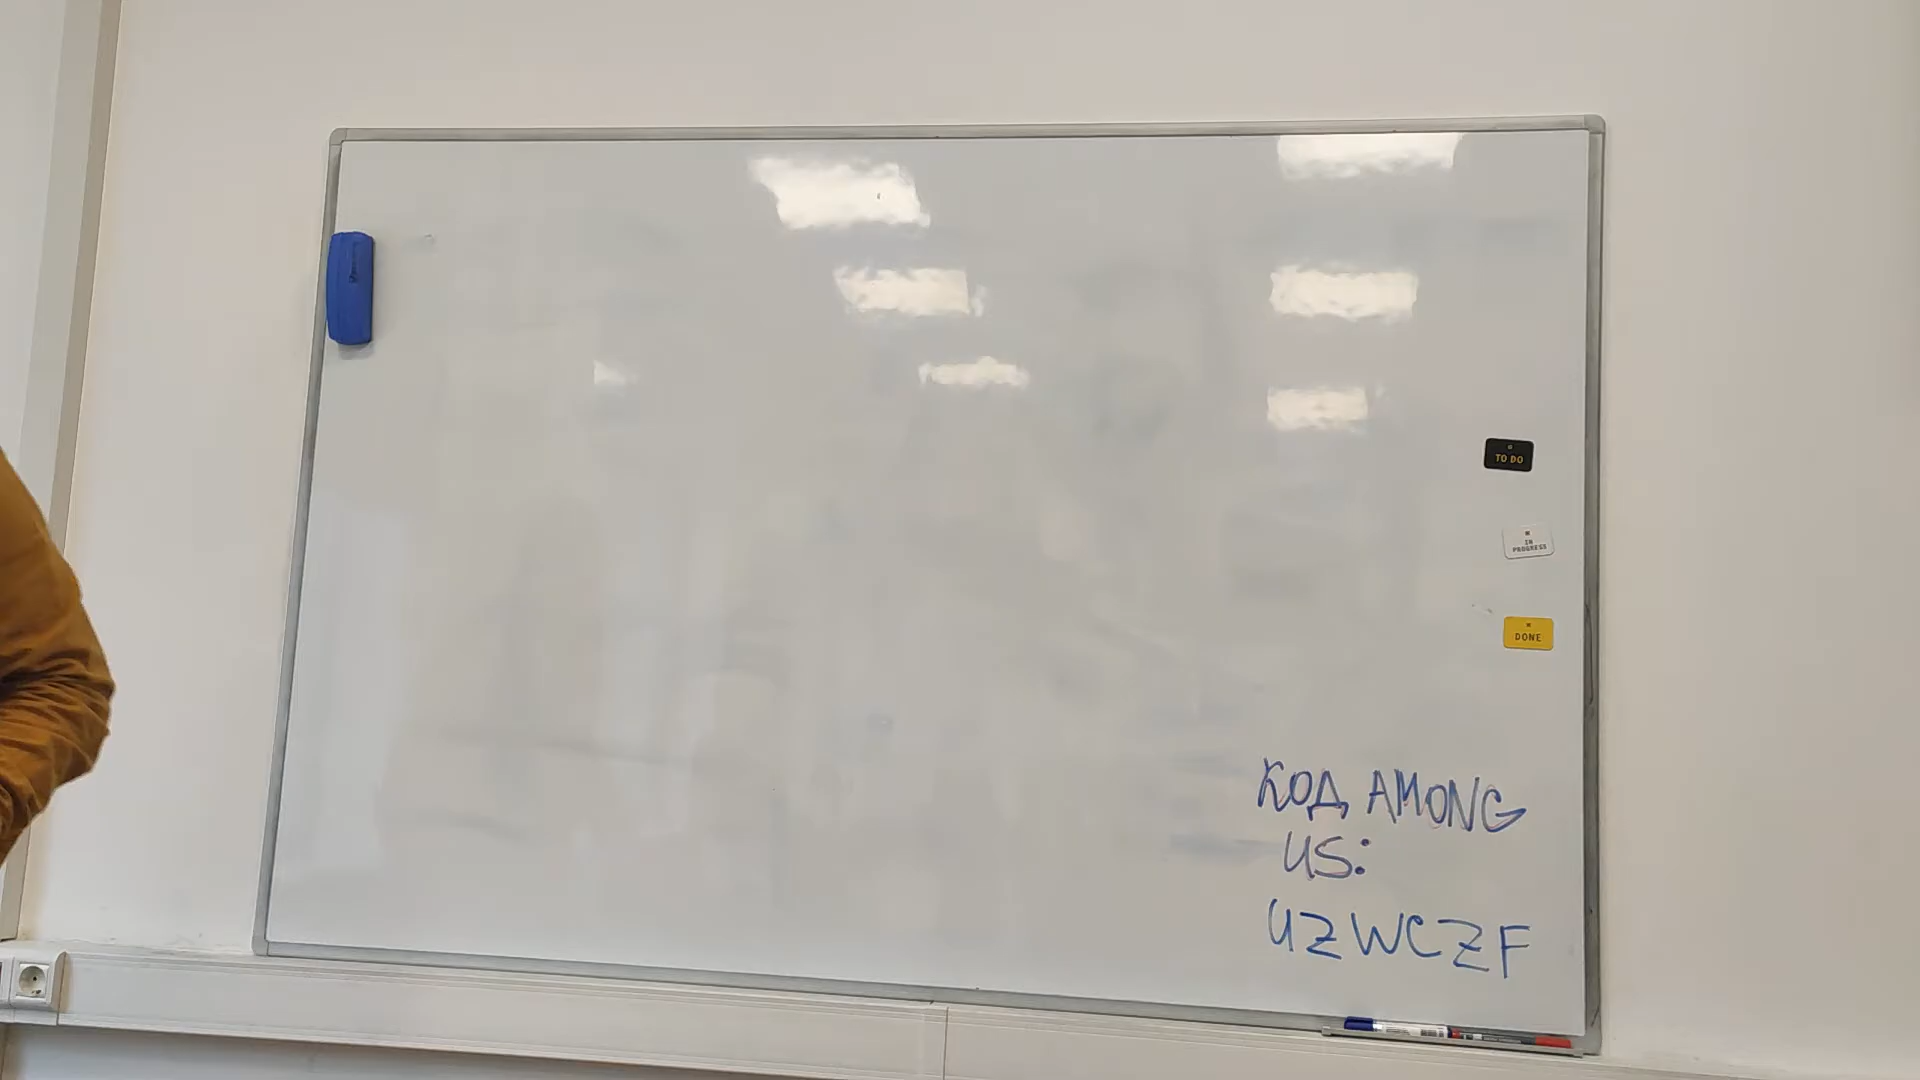 TO DO
IN
PROGRESS
DONE
КОД AMONG
US:
UZWCZF